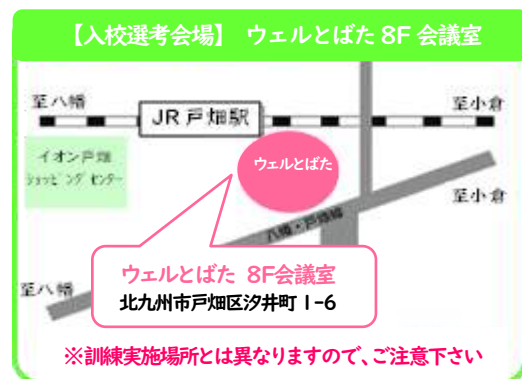 【入校選考会場】 ウェルとばた 8F 会議室
至八幡
JR戸畑駅
至小倉
イオン戸畑
ショッピングセンター
ウェルとばた
至小倉
八幡・戸畑線
ウェルとばた 8F会議室
北九州市戸畑区汐井町1-6
至八幡
※訓練実施場所とは異なりますので、ご注意下さい